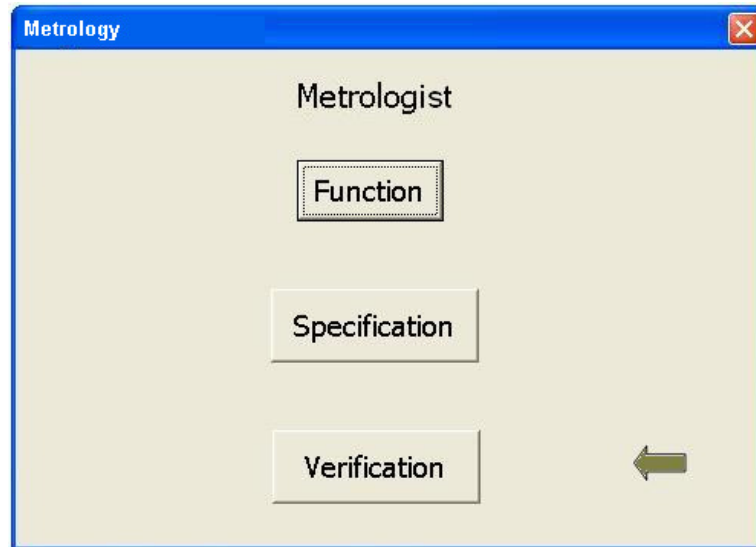 Metrology
Metrologist
Function
Specification
Verification